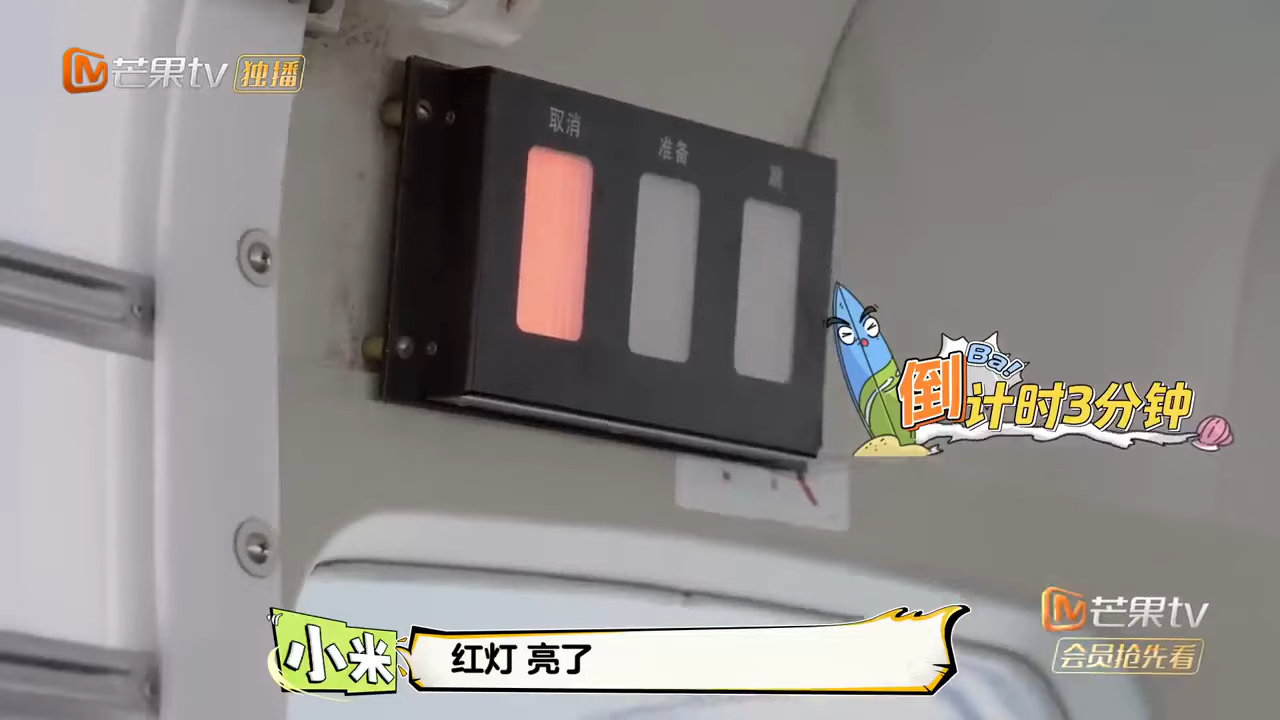 芒果tv 独播
取消
准备
跳
Ba!
倒计时3分钟
芒果tv
会员抢先看
小米
红灯 亮了